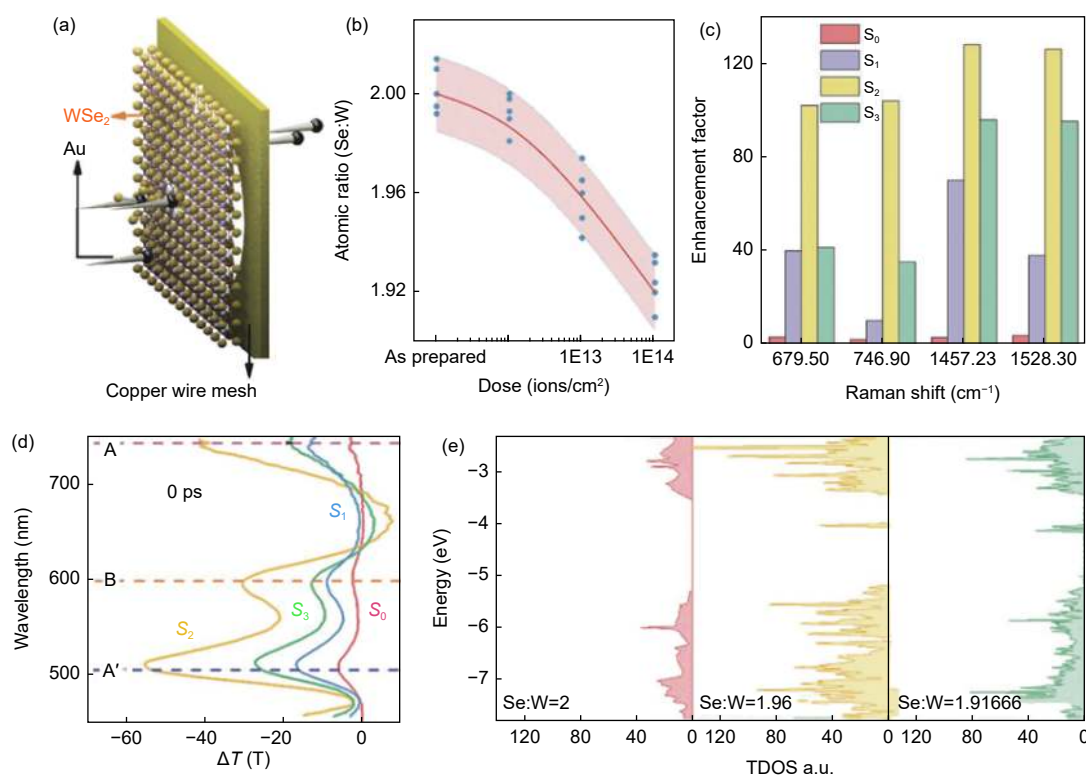 (a)
WSe₂
Au
Copper wire mesh
(b)
Atomic ratio (Se:W)
2.00
1.96
1.92
As prepared
1E13
1E14
Dose (ions/cm²)
(c)
Enhancement factor
120
80
40
0
S₀
S₁
S₂
S₃
679.50
746.90
1457.23
1528.30
Raman shift (cm⁻¹)
(d)
Wavelength (nm)
700
600
500
A
0 ps
S₁
B
S₂
S₃
S₀
A′
−60
−40
−20
0
ΔT (T)
(e)
Energy (eV)
−3
−4
−5
−6
−7
Se:W=2
Se:W=1.96
Se:W=1.91666
120
80
40
0
120
80
40
0
120
80
40
0
TDOS a.u.